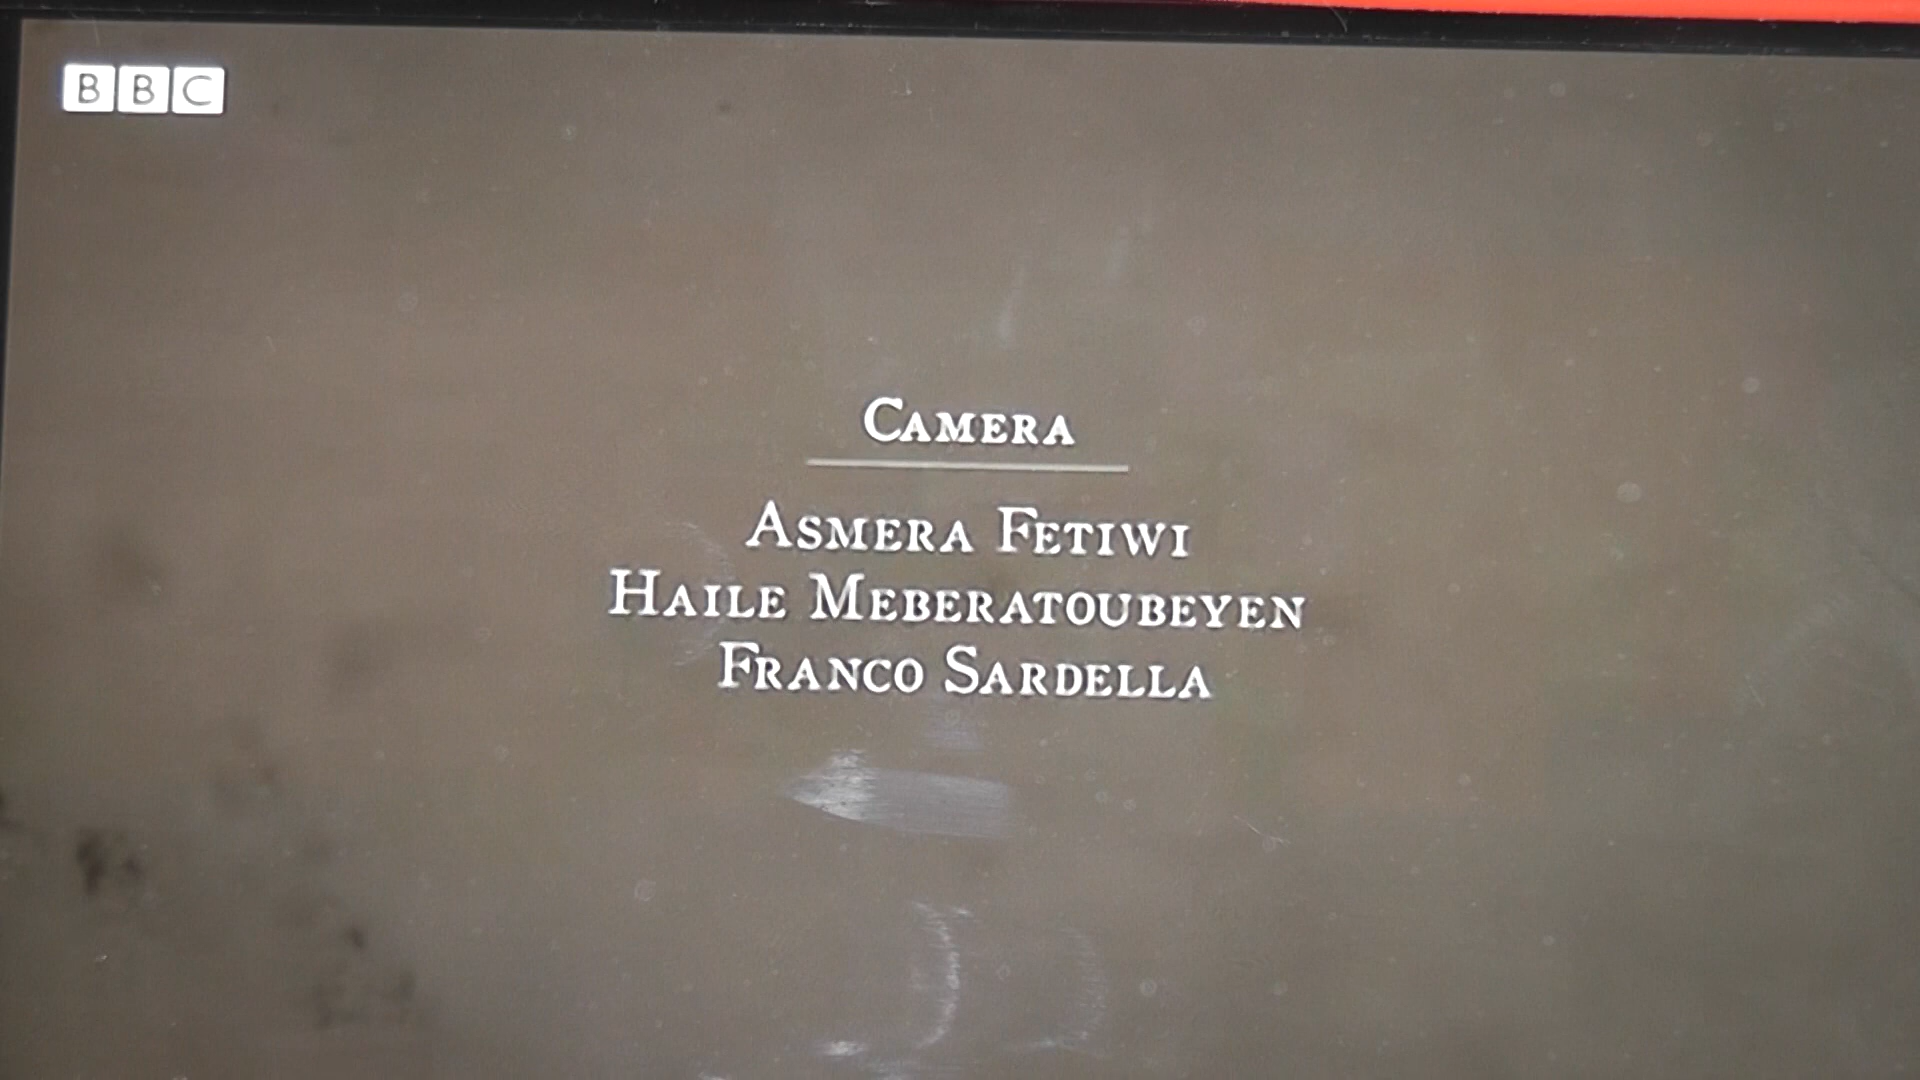 BBC
CAMERA
ASMERA FETIWI
HAILE MEBERATOUBEYEN
FRANCO SARDELLA